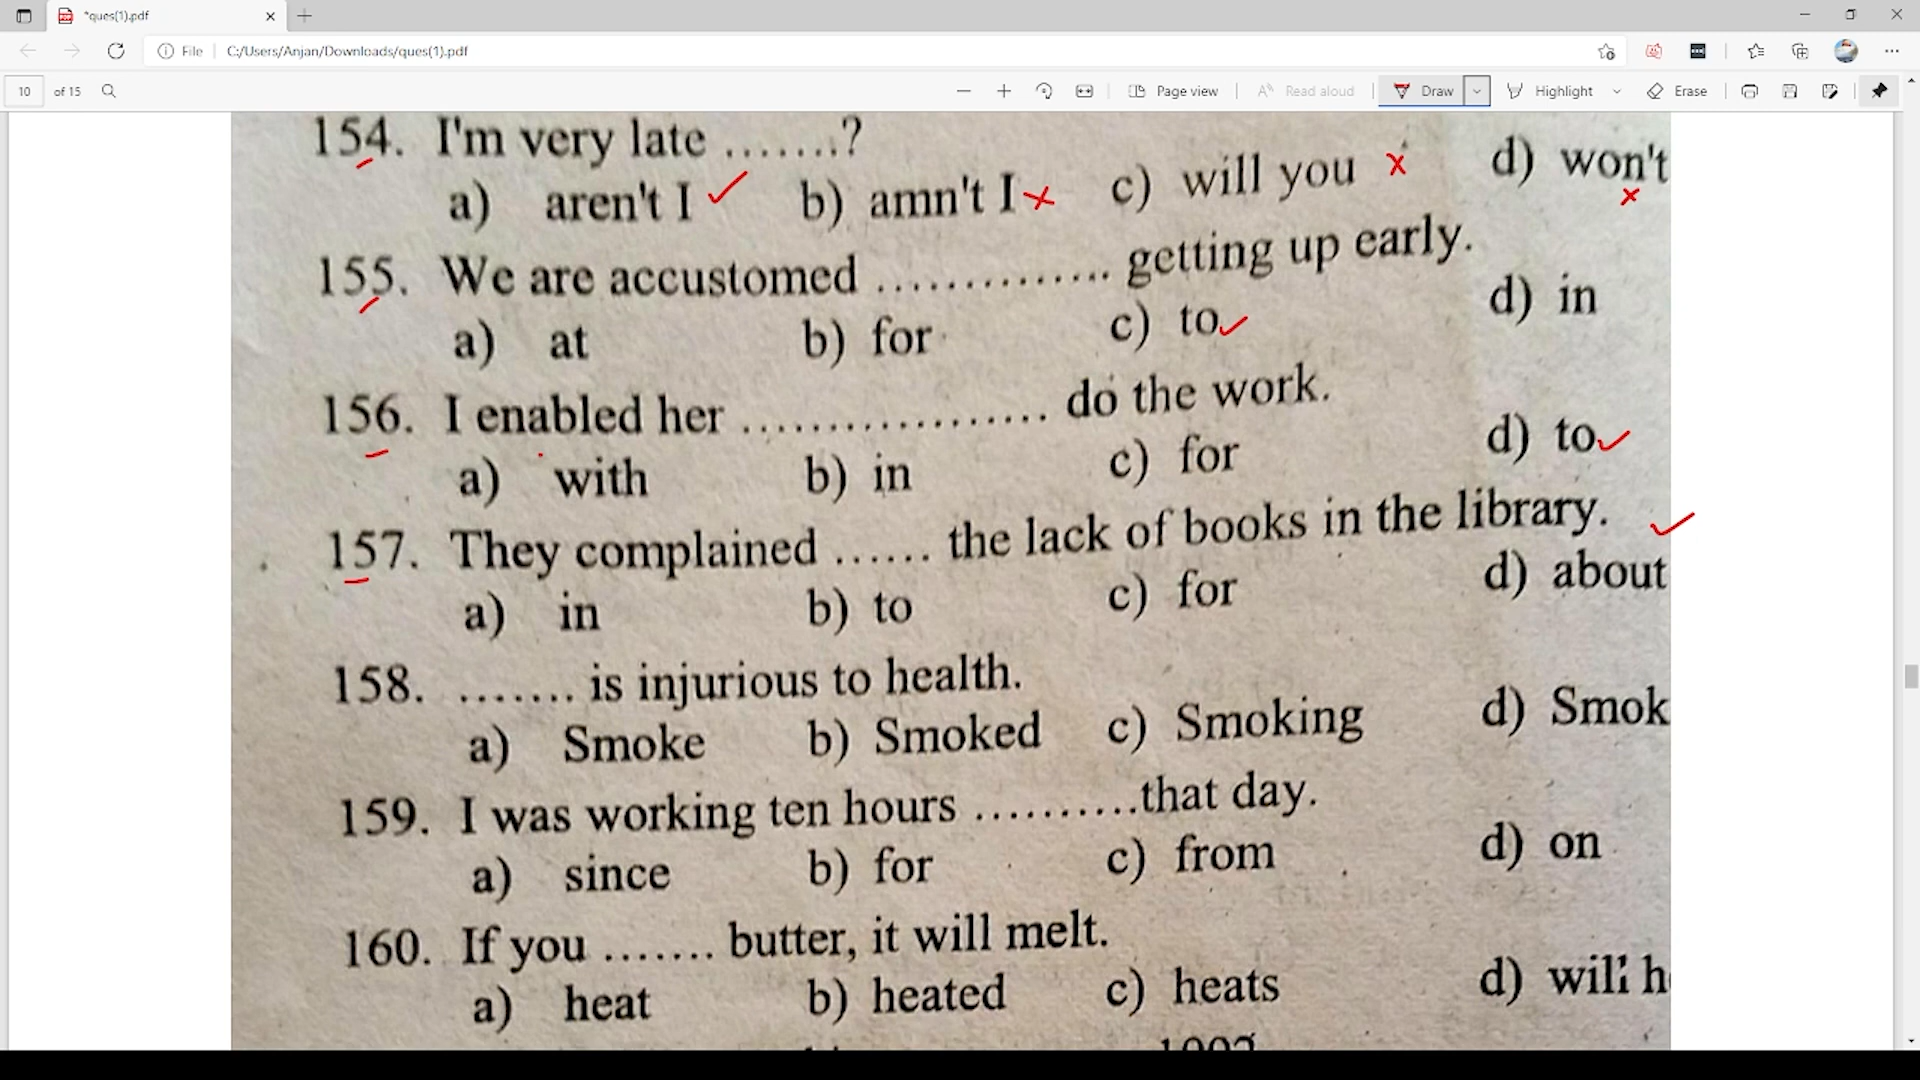 *ques(1).pdf
File C:/Users/Anjan/Downloads/ques(1).pdf
10 of 15 Page view Read aloud Draw Highlight Erase
154. I'm very late .......?
a) aren't I b) amn't I c) will you d) won't
155. We are accustomed .............. getting up early.
a) at b) for c) to d) in
156. I enabled her .................. do the work.
a) with b) in c) for d) to
157. They complained ...... the lack of books in the library.
a) in b) to c) for d) about
158. ....... is injurious to health.
a) Smoke b) Smoked c) Smoking d) Smok
159. I was working ten hours ..........that day.
a) since b) for c) from d) on
160. If you ....... butter, it will melt.
a) heat b) heated c) heats d) will h